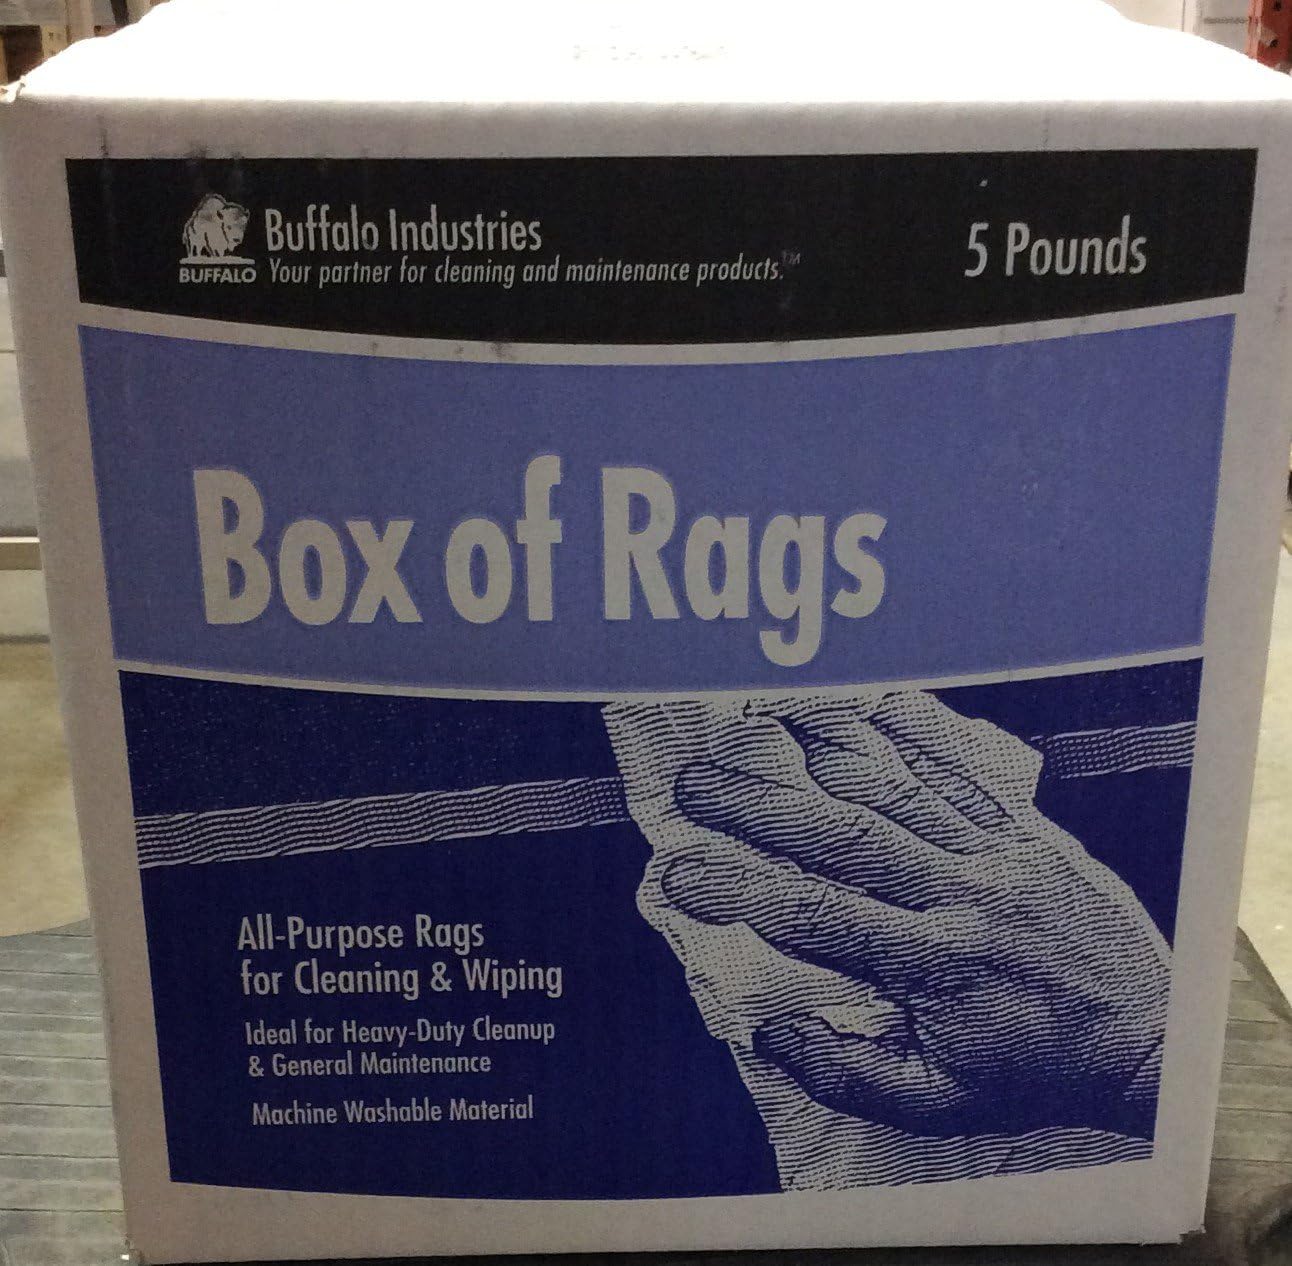 Buffalo Industries
BUFFALO
Your partner for cleaning and maintenance products.™
5 Pounds
Box of Rags
All-Purpose Rags
for Cleaning & Wiping
Ideal for Heavy-Duty Cleanup
& General Maintenance
Machine Washable Material